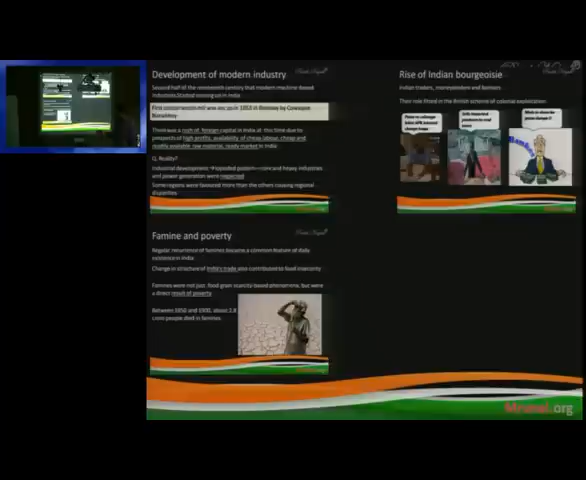 Development of modern industry
Second half of the nineteenth century that modern machine-based
industries started coming up in India
First cotton textile mill was set up in 1853 in Bombay by Cowasjee
Nanabhoy
There was a rush of foreign capital in India at this time due to
prospects of high profits, availability of cheap labour, cheap and
readily available raw material, ready market in India
Q. Reality?
Industrial development
core and heavy industries
and power generation were neglected
Some regions were favoured more than the others causing regional
disparities
Rise of Indian bourgeoisie
Indian traders, moneylenders and bankers
Their role fitted in the British scheme of colonial exploitation
Famine and poverty
Regular recurrence of famines became a common feature of daily
existence in India
Change in structure of India's trade also contributed to food insecurity
Famines were not just food grain scarcity based phenomena, but were
a direct result of poverty
Between 1850 and 1900, about 2.8
crore people died in famines
Mrunal.org